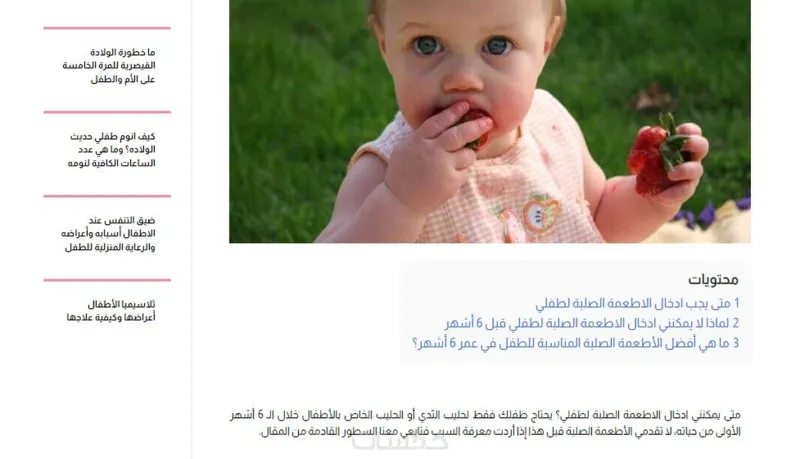 ما خطورة الولادة
القيصرية للمرة الخامسة
على الأم والطفل
كيف انوم طفلي حديث
الولاده؟ وما هي عدد
الساعات الكافية لنومه
ضيق التنفس عند
الاطفال أسبابه وأعراضه
والرعاية المنزلية للطفل
ثلاسيميا الأطفال
أعراضها وكيفية علاجها
محتويات
1 متى يجب ادخال الاطعمة الصلبة لطفلي
2 لماذا لا يمكنني ادخال الاطعمة الصلبة لطفلي قبل 6 أشهر
3 ما هي أفضل الأطعمة الصلبة المناسبة للطفل في عمر 6 أشهر؟
متى يمكنني ادخال الاطعمة الصلبة لطفلي؟ يحتاج طفلك فقط لحليب الثدي أو الحليب الخاص بالأطفال خلال الـ 6 أشهر
الأولى من حياته، لا تقدمي الأطعمة الصلبة قبل هذا إذا أردت معرفة السبب فتابعي معنا السطور القادمة من المقال.
خمسات